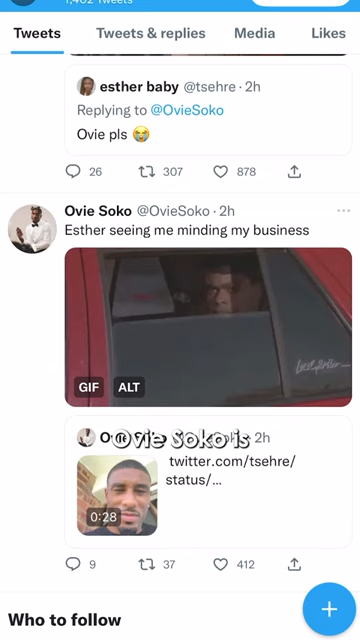 1,402 Tweets
Tweets
Tweets & replies
Media
Likes
esther baby @tsehre · 2h
Replying to @OvieSoko
Ovie pls 😭
26
307
878
Ovie Soko @OvieSoko · 2h
Esther seeing me minding my business
GIF
ALT
Ovie Soko is
· 2h
twitter.com/tsehre/
status/...
0:28
9
37
412
Who to follow